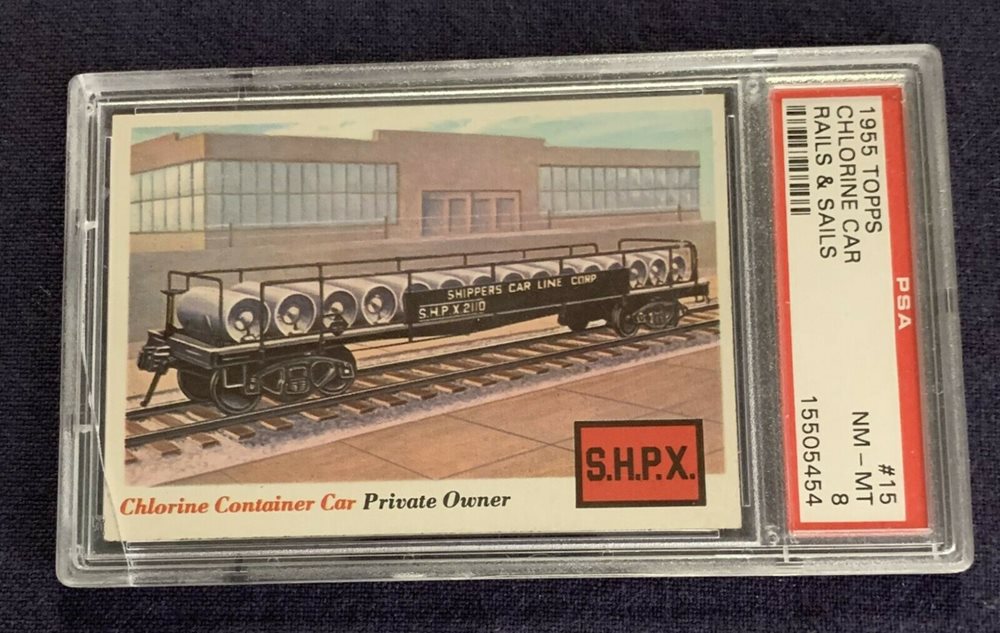 SHIPPERS CAR LINE CORP
S.H.P.X 2110
S.H.P.X.
Chlorine Container Car Private Owner
1955 TOPPS
CHLORINE CAR
RAILS & SAILS
#15
NM - MT
8
15505454
PSA